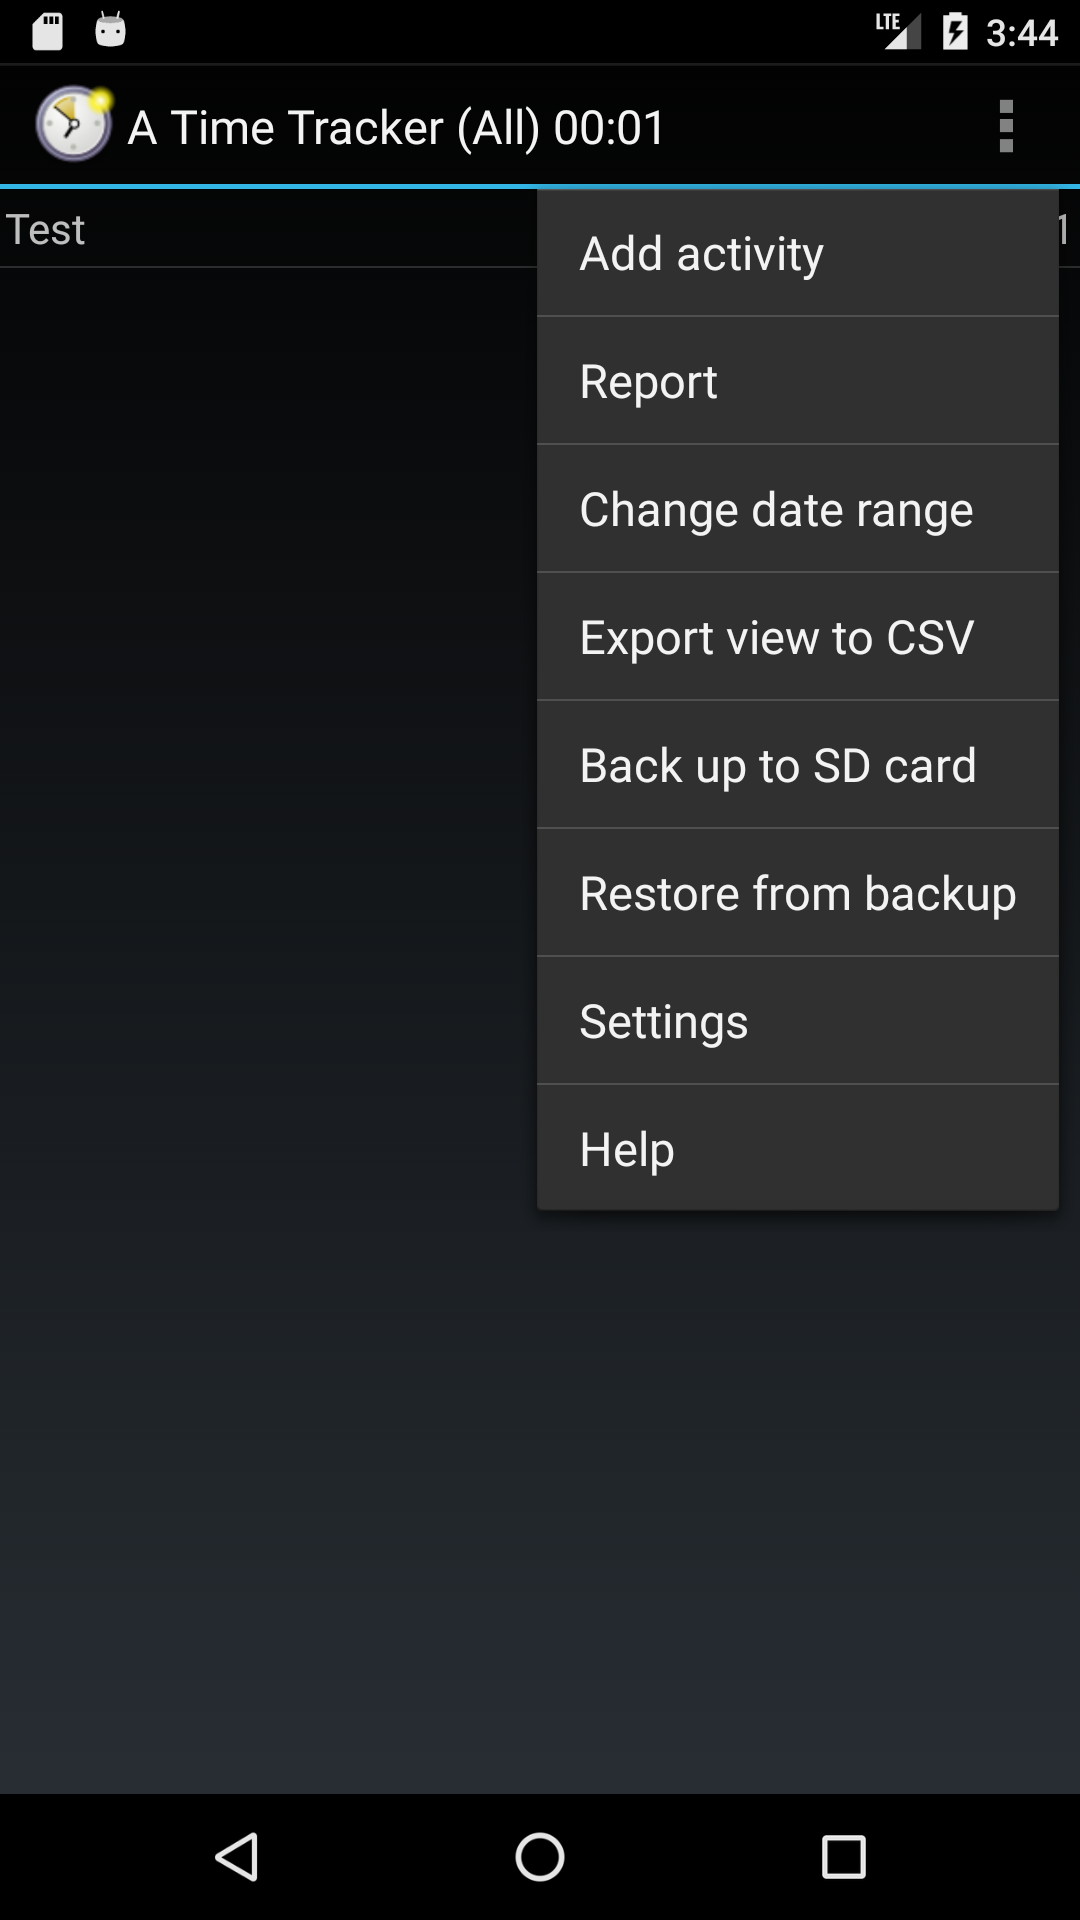 LTE 3:44
A Time Tracker (All) 00:01
Test
Add activity
Report
Change date range
Export view to CSV
Back up to SD card
Restore from backup
Settings
Help